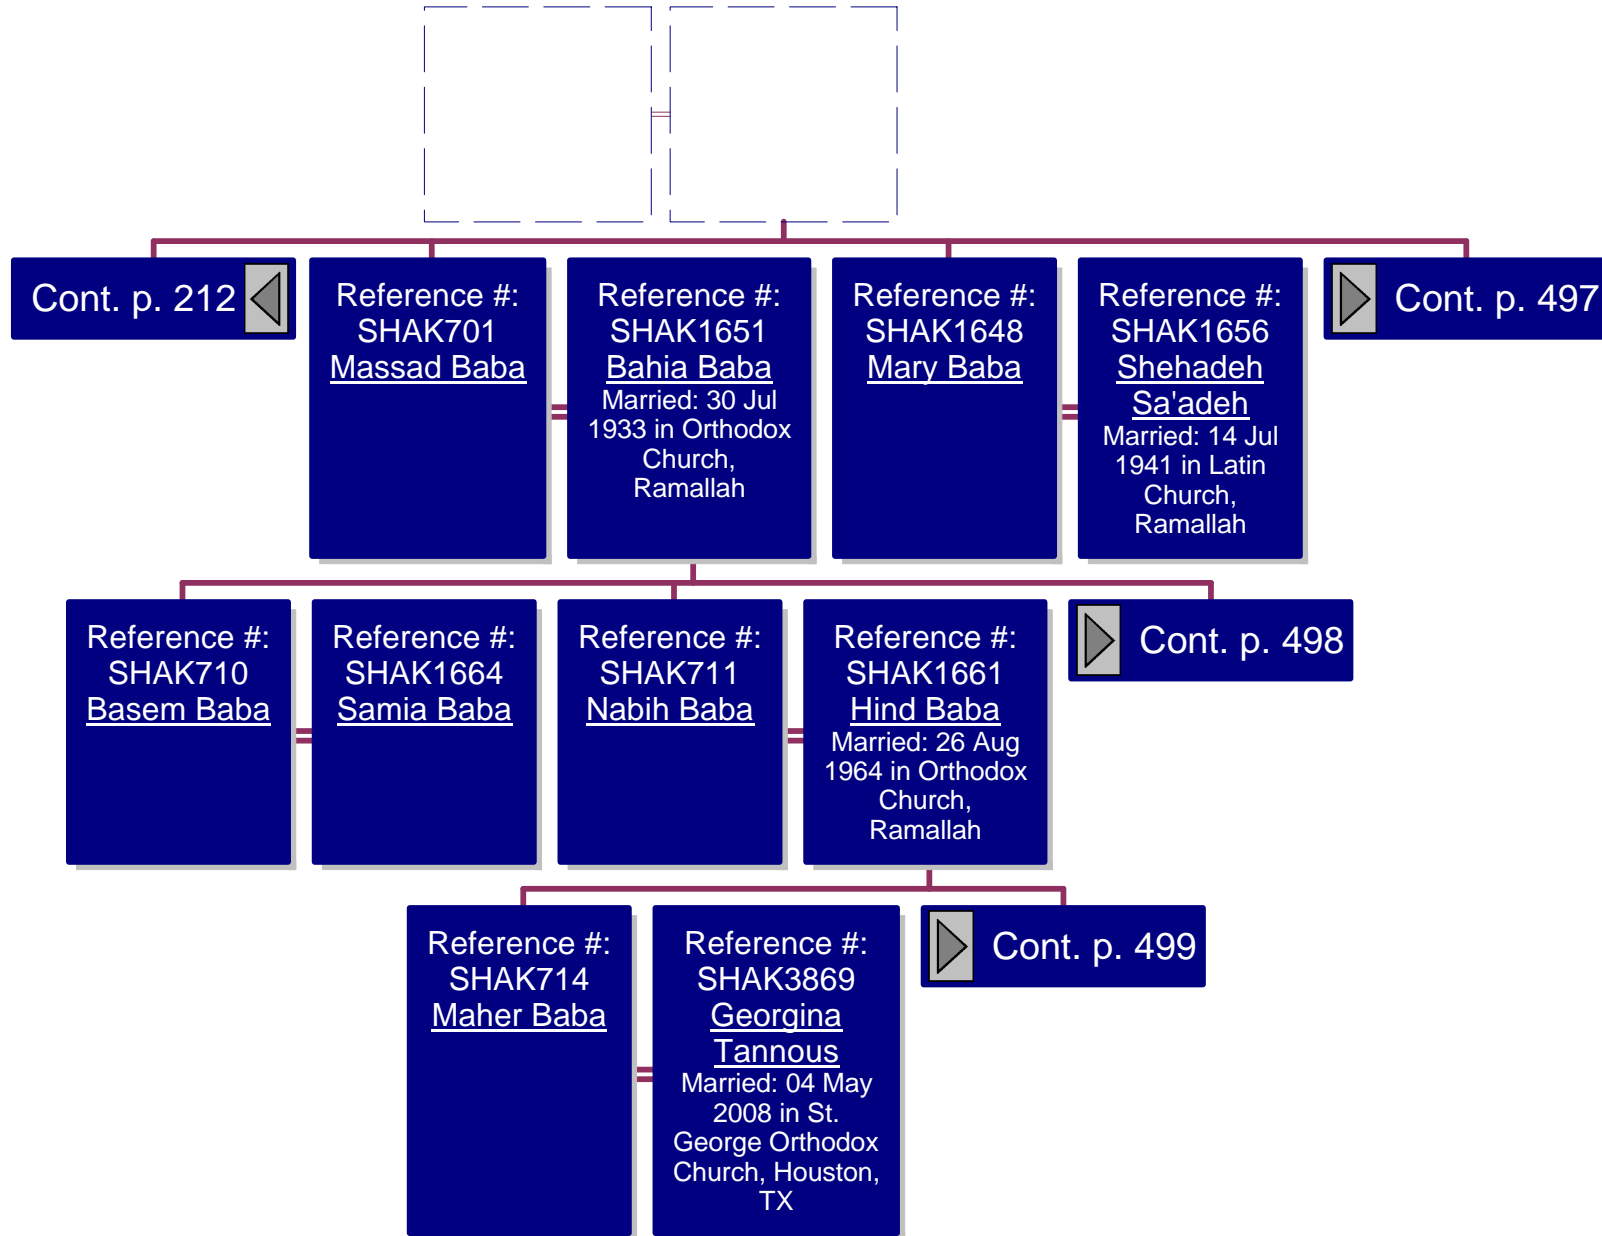 Cont. p. 212
Reference #:
SHAK701
Massad Baba
Reference #:
SHAK1651
Bahia Baba
Married: 30 Jul
1933 in Orthodox
Church,
Ramallah
Reference #:
SHAK1648
Mary Baba
Reference #:
SHAK1656
Shehadeh
Sa'adeh
Married: 14 Jul
1941 in Latin
Church,
Ramallah
Cont. p. 497
Reference #:
SHAK710
Basem Baba
Reference #:
SHAK1664
Samia Baba
Reference #:
SHAK711
Nabih Baba
Reference #:
SHAK1661
Hind Baba
Married: 26 Aug
1964 in Orthodox
Church,
Ramallah
Cont. p. 498
Reference #:
SHAK714
Maher Baba
Reference #:
SHAK3869
Georgina
Tannous
Married: 04 May
2008 in St.
George Orthodox
Church, Houston,
TX
Cont. p. 499